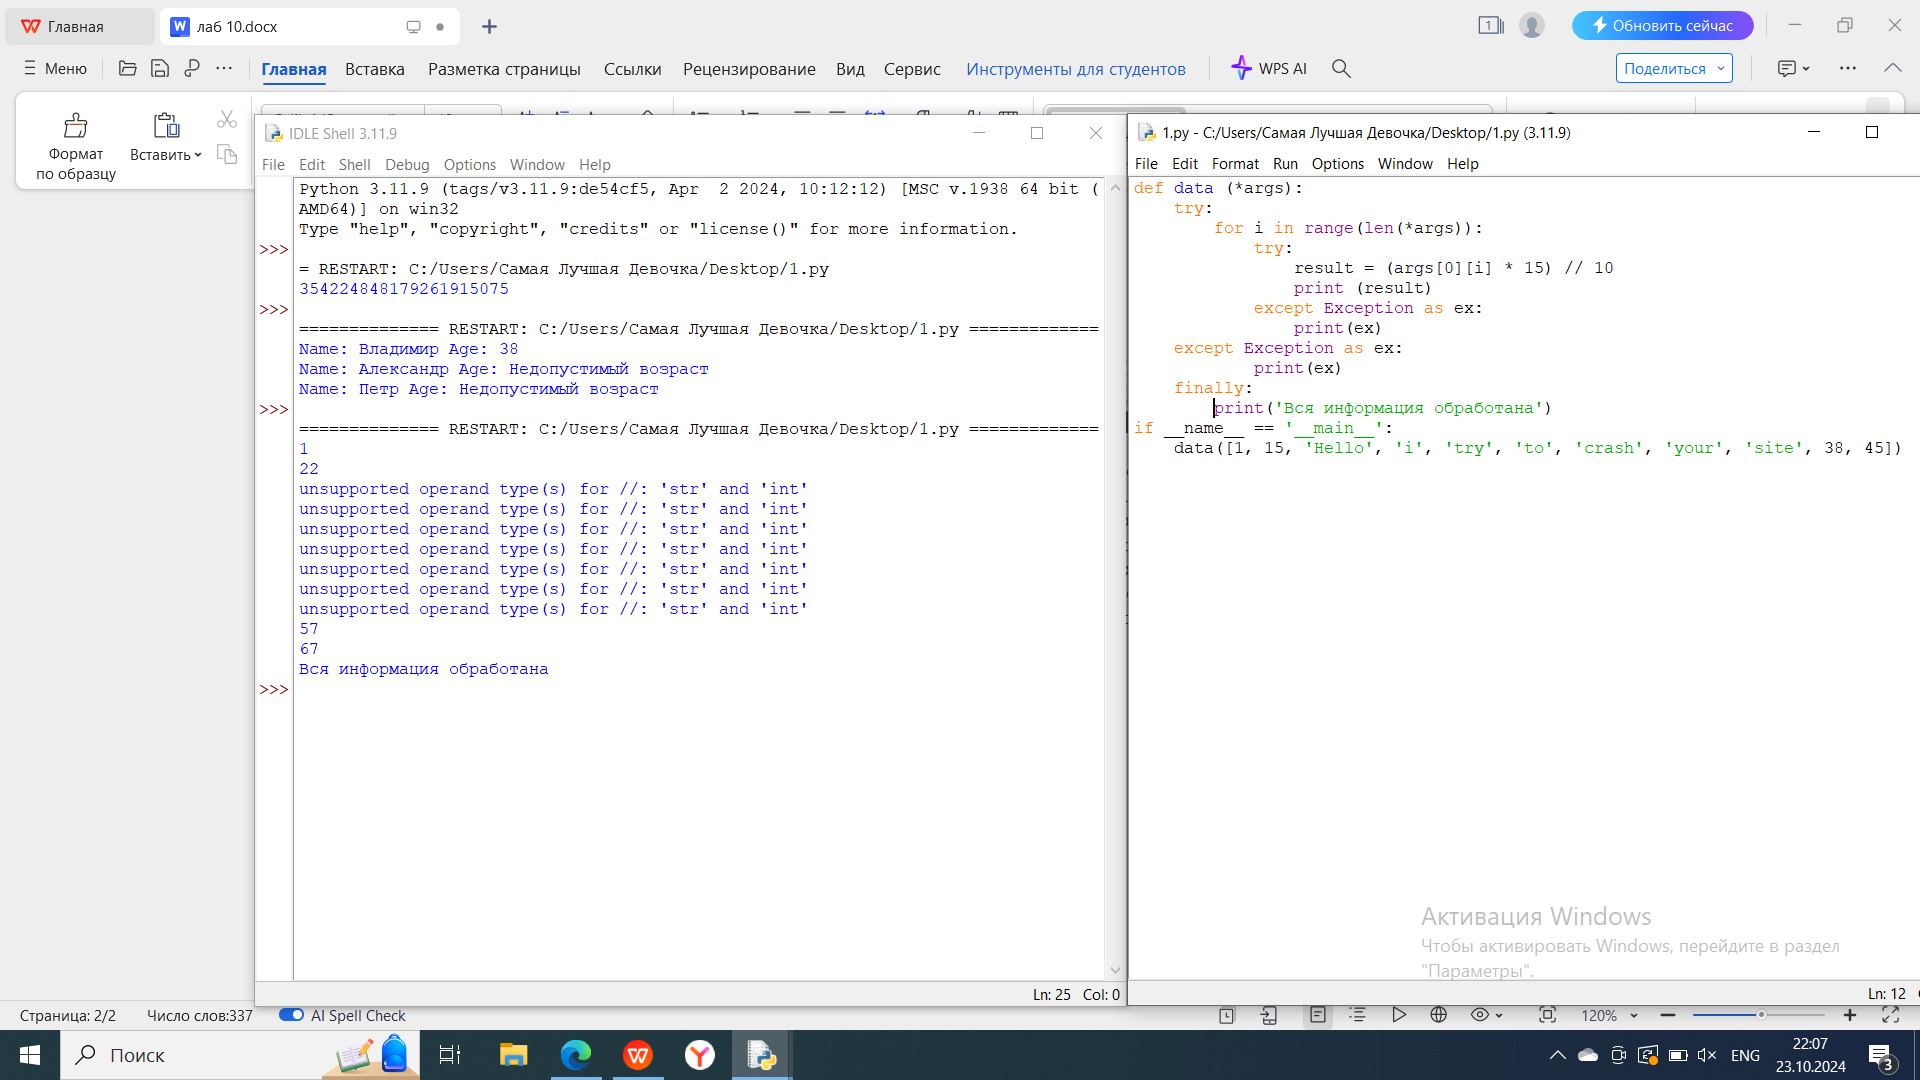 Главная
лаб 10.docx
1
Обновить сейчас
Меню
Главная
Вставка
Разметка страницы
Ссылки
Рецензирование
Вид
Сервис
Инструменты для студентов
WPS AI
Поделиться
Формат
по образцу
Вставить
IDLE Shell 3.11.9
File Edit Shell Debug Options Window Help
Python 3.11.9 (tags/v3.11.9:de54cf5, Apr  2 2024, 10:12:12) [MSC v.1938 64 bit (
AMD64)] on win32
Type "help", "copyright", "credits" or "license()" for more information.
>>>
= RESTART: C:/Users/Самая Лучшая Девочка/Desktop/1.py
354224848179261915075
>>>
============== RESTART: C:/Users/Самая Лучшая Девочка/Desktop/1.py =============
Name: Владимир Age: 38
Name: Александр Age: Недопустимый возраст
Name: Петр Age: Недопустимый возраст
>>>
============== RESTART: C:/Users/Самая Лучшая Девочка/Desktop/1.py =============
1
22
unsupported operand type(s) for //: 'str' and 'int'
unsupported operand type(s) for //: 'str' and 'int'
unsupported operand type(s) for //: 'str' and 'int'
unsupported operand type(s) for //: 'str' and 'int'
unsupported operand type(s) for //: 'str' and 'int'
unsupported operand type(s) for //: 'str' and 'int'
unsupported operand type(s) for //: 'str' and 'int'
57
67
Вся информация обработана
>>>
Ln: 25 Col: 0
1.py - C:/Users/Самая Лучшая Девочка/Desktop/1.py (3.11.9)
File Edit Format Run Options Window Help
def data (*args):
    try:
        for i in range(len(*args)):
            try:
                result = (args[0][i] * 15) // 10
                print (result)
            except Exception as ex:
                print(ex)
    except Exception as ex:
            print(ex)
    finally:
        print('Вся информация обработана')
if __name__ == '__main__':
    data([1, 15, 'Hello', 'i', 'try', 'to', 'crash', 'your', 'site', 38, 45])
Активация Windows
Чтобы активировать Windows, перейдите в раздел
"Параметры".
Ln: 12
Страница: 2/2
Число слов:337
AI Spell Check
120%
Поиск
ENG
22:07
23.10.2024
3